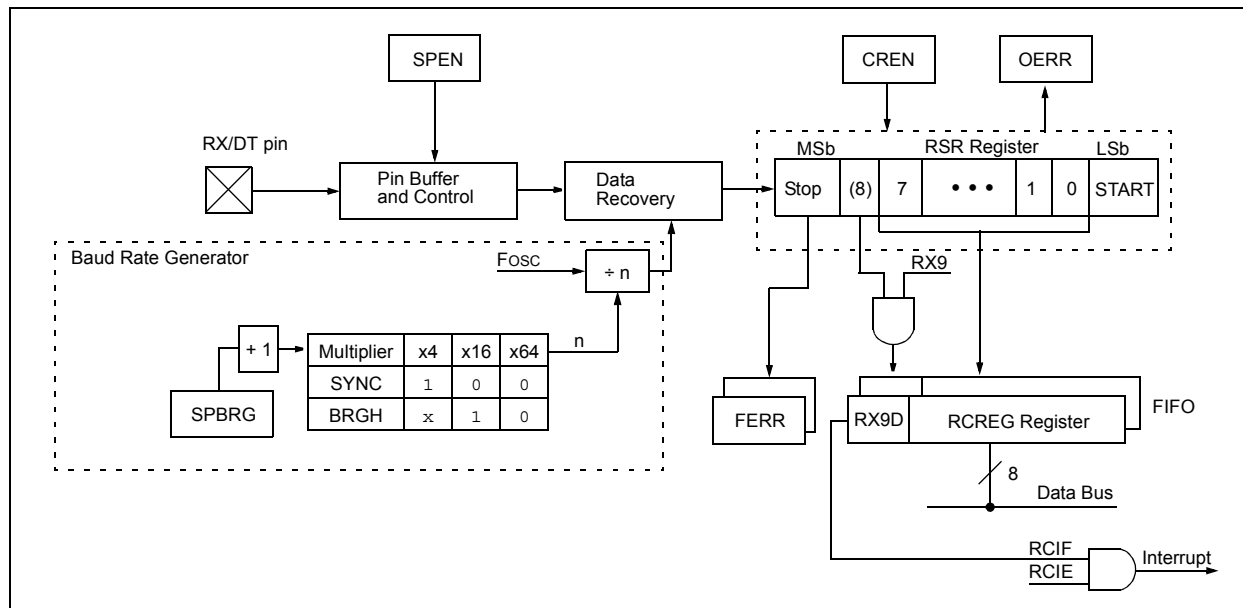 SPEN
CREN
OERR
RX/DT pin
MSb
RSR Register
LSb
Pin Buffer
and Control
Data
Recovery
Stop (8) 7 • • • 1 0 START
Baud Rate Generator
FOSC
÷ n
RX9
+ 1
n
Multiplier x4 x16 x64
SYNC 1 0 0
BRGH x 1 0
SPBRG
FERR
RX9D
RCREG Register
FIFO
8
Data Bus
RCIF
RCIE
Interrupt